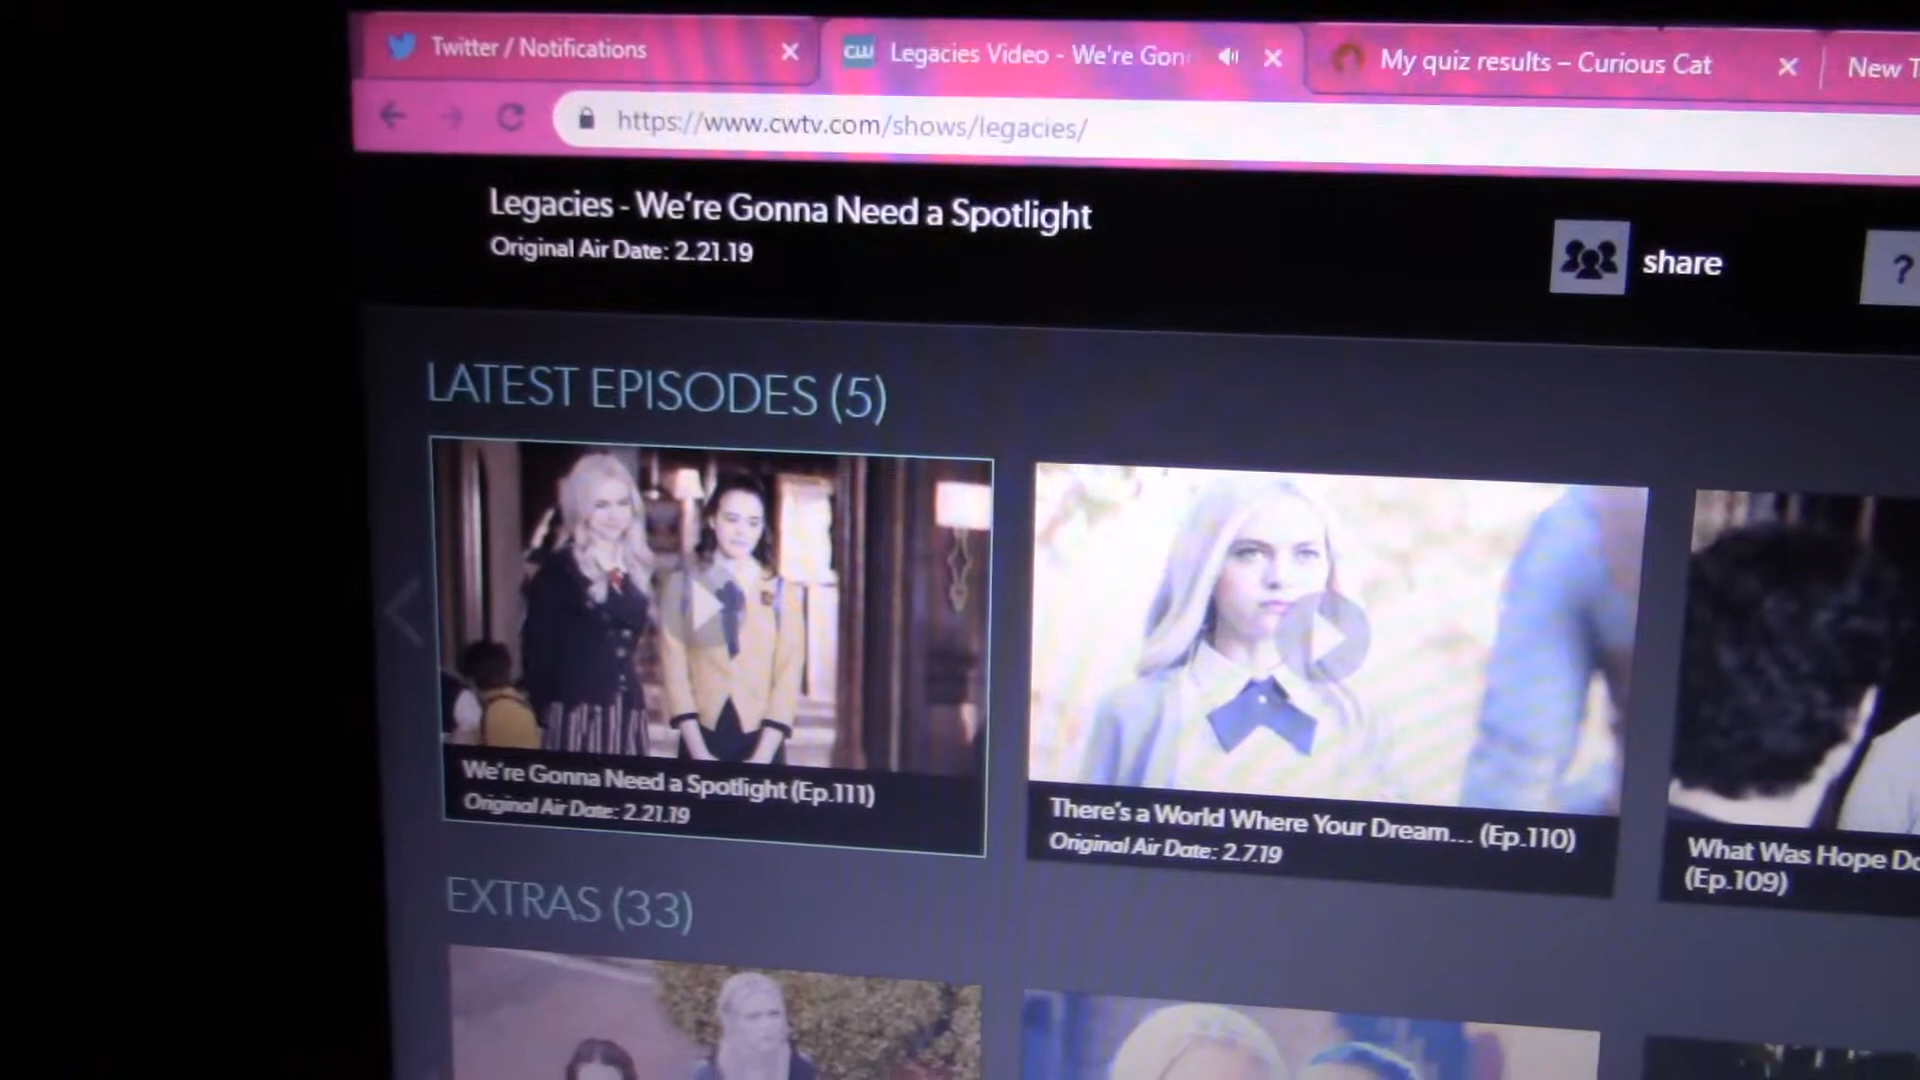 Twitter / Notifications
CW Legacies Video - We're Gon
My quiz results – Curious Cat
New T
https://www.cwtv.com/shows/legacies/
Legacies - We're Gonna Need a Spotlight
Original Air Date: 2.21.19
share
?
LATEST EPISODES (5)
We're Gonna Need a Spotlight (Ep.111)
Original Air Date: 2.21.19
There's a World Where Your Dream... (Ep.110)
Original Air Date: 2.7.19
What Was Hope Do
(Ep.109)
EXTRAS (33)